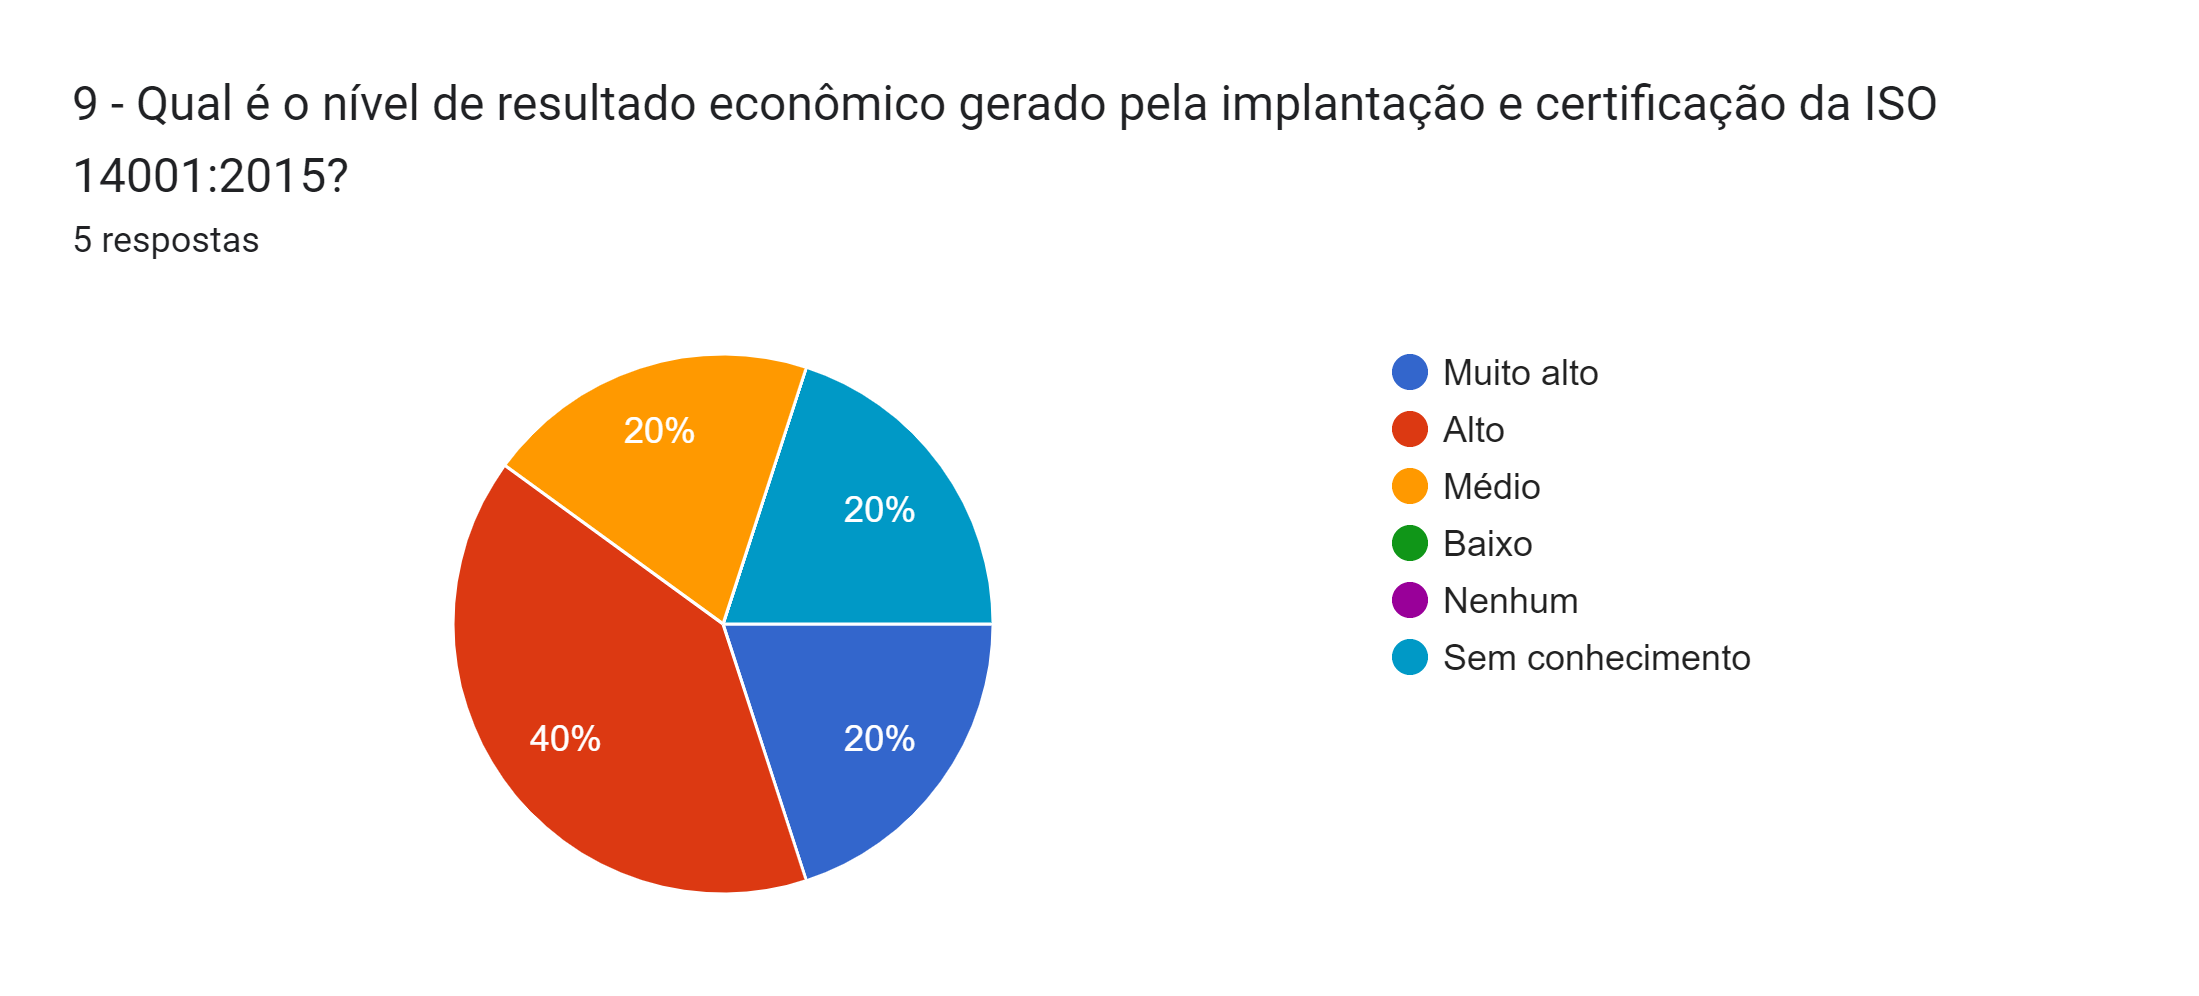 9 - Qual é o nível de resultado econômico gerado pela implantação e certificação da ISO
14001:2015?
5 respostas
20%
20%
40%
20%
Muito alto
Alto
Médio
Baixo
Nenhum
Sem conhecimento